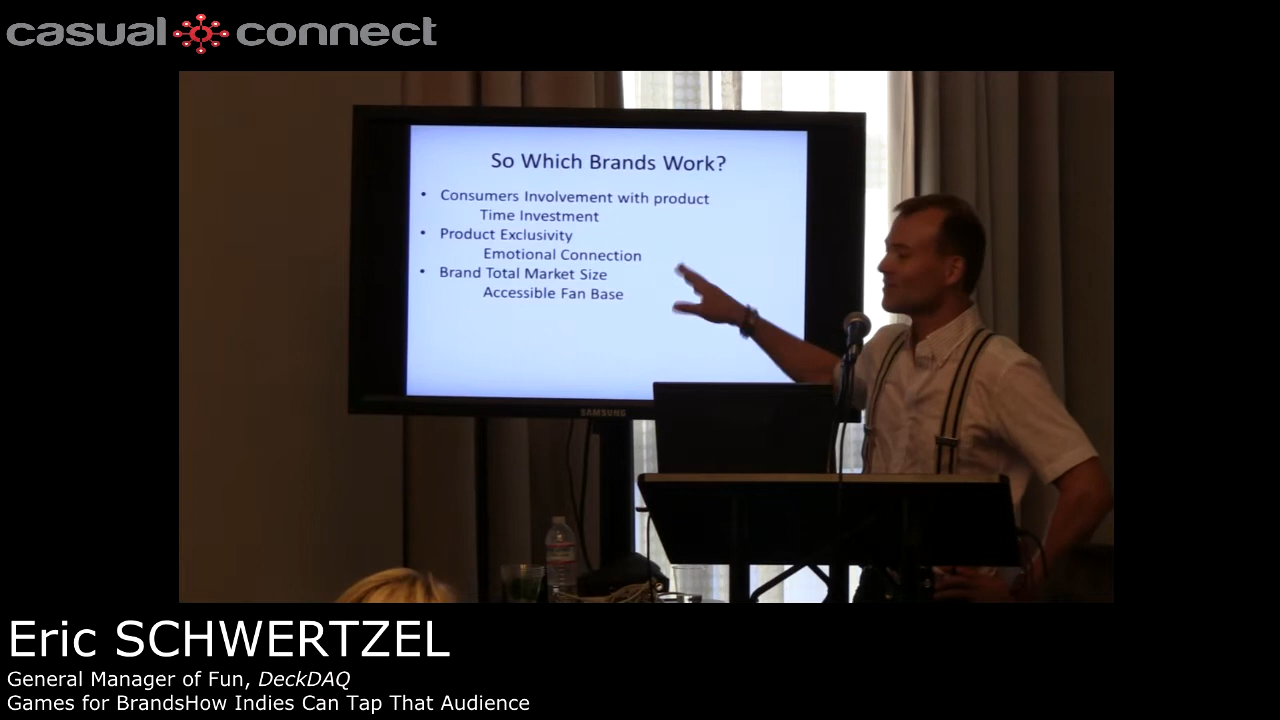 casual connect
So Which Brands Work?
• Consumers Involvement with product
Time Investment
• Product Exclusivity
Emotional Connection
• Brand Total Market Size
Accessible Fan Base
SAMSUNG
Eric SCHWERTZEL
General Manager of Fun, DeckDAQ
Games for BrandsHow Indies Can Tap That Audience